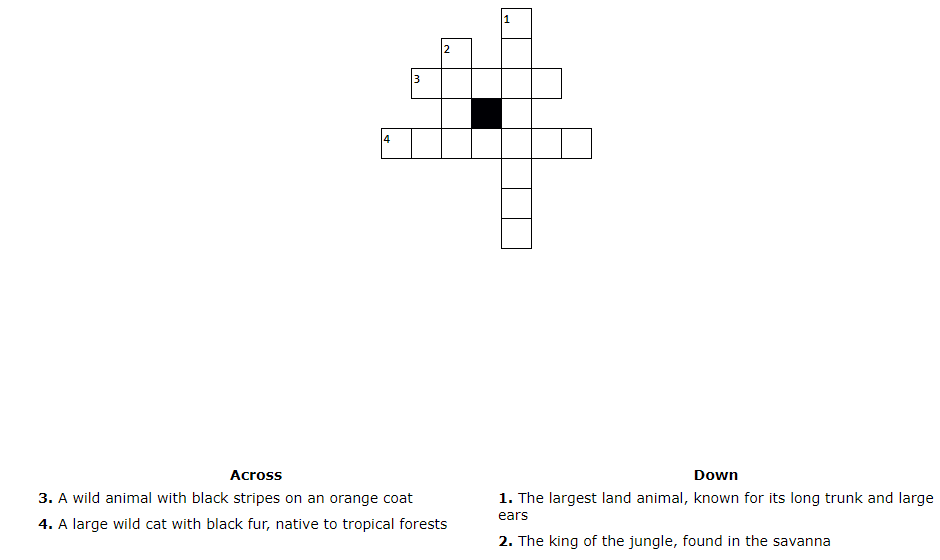 1
2
3
4
Across
3. A wild animal with black stripes on an orange coat
4. A large wild cat with black fur, native to tropical forests
Down
1. The largest land animal, known for its long trunk and large
ears
2. The king of the jungle, found in the savanna